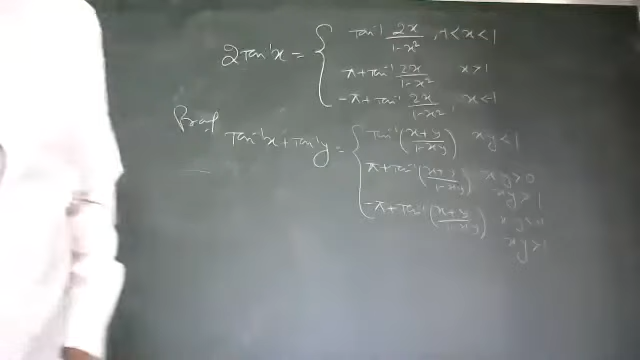 2Tan⁻¹x = { tan⁻¹ 2x/1-x² , -1<x<1
π+tan⁻¹ 2x/1-x² x>1
-π+tan⁻¹ 2x/1-x² , x<-1
Proof Tan⁻¹x+Tan⁻¹y = { Tan⁻¹(x+y/1-xy) xy<1
π+Tan⁻¹(x+y/1-xy) x,y>0
xy>1
-π+Tan⁻¹(x+y/1-xy)
xy>1